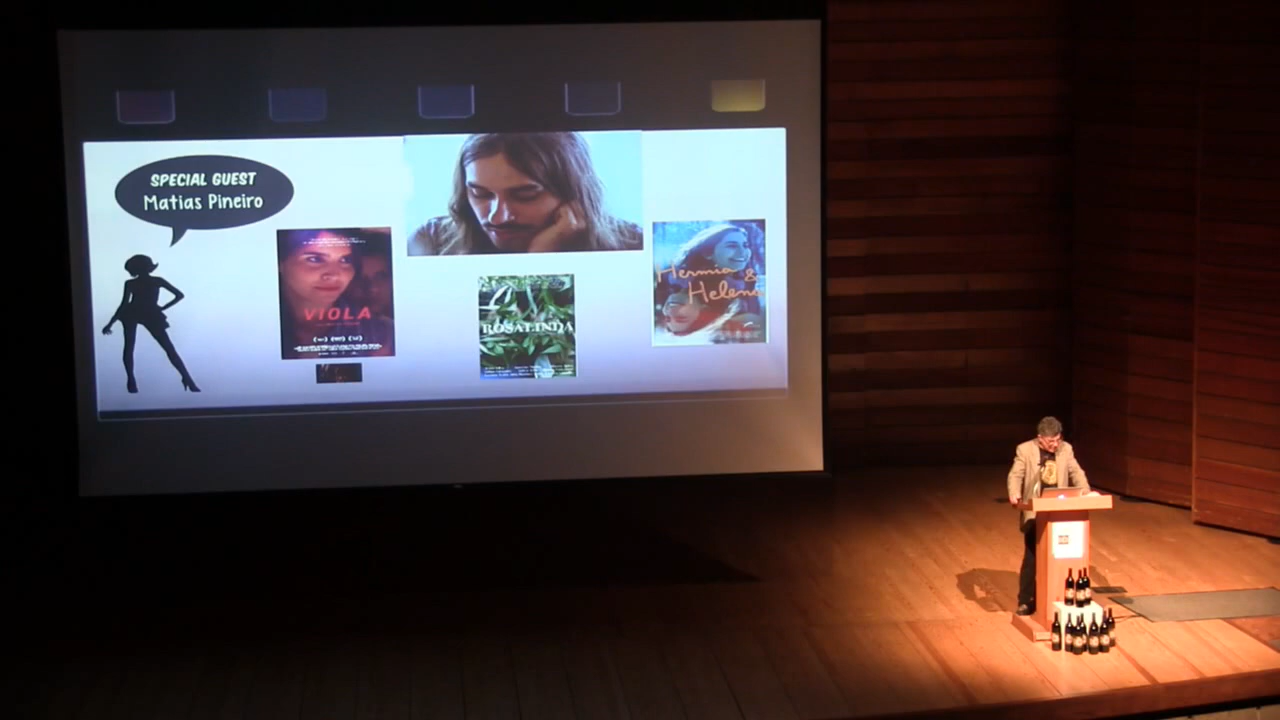 SPECIAL GUEST
Matias Pineiro
VIOLA
ROSALINDA
Hermia &
Helena